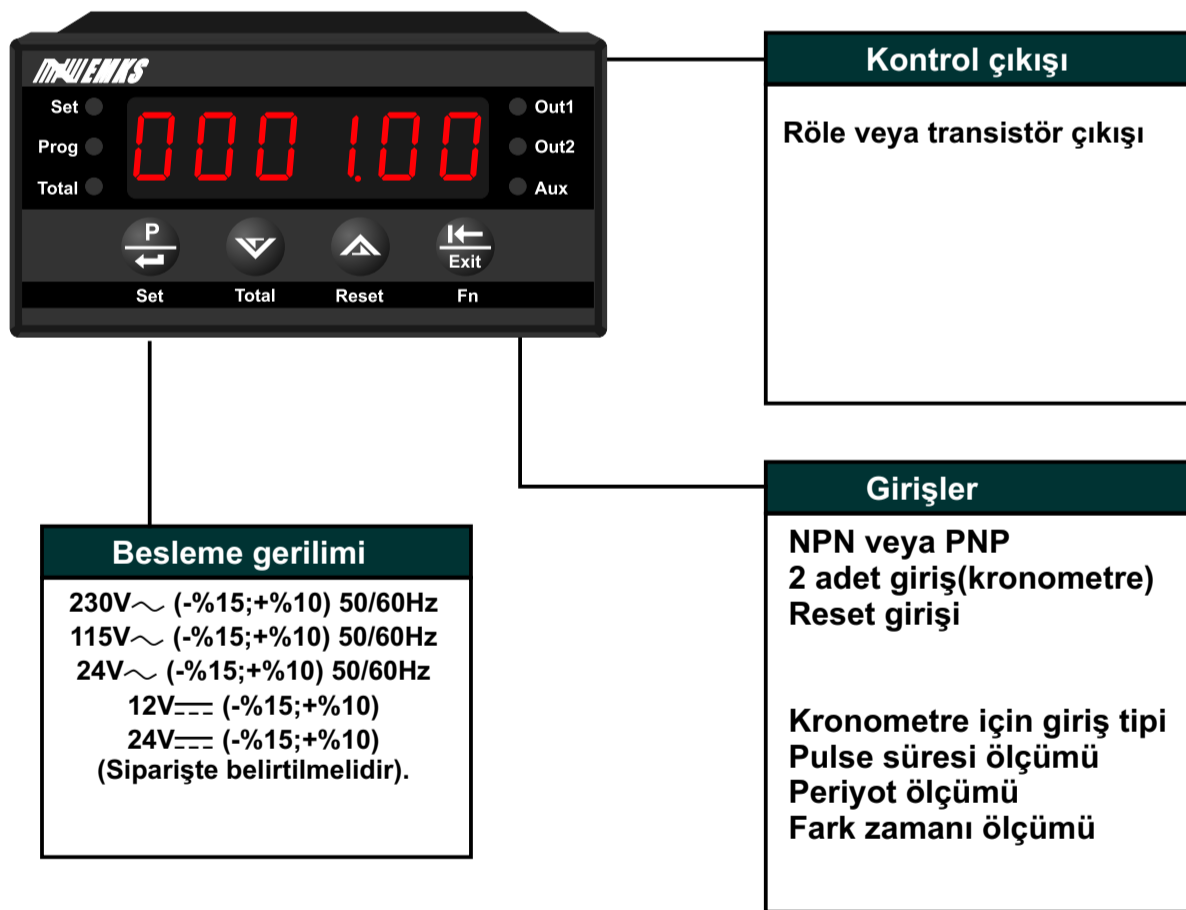 EMKS
Set
Prog
Total
0001.00
Out1
Out2
Aux
P
Exit
Set
Total
Reset
Fn
Kontrol çıkışı
Röle veya transistör çıkışı
Girişler
NPN veya PNP
2 adet giriş(kronometre)
Reset girişi
Kronometre için giriş tipi
Pulse süresi ölçümü
Periyot ölçümü
Fark zamanı ölçümü
Besleme gerilimi
230V~ (-%15;+%10) 50/60Hz
115V~ (-%15;+%10) 50/60Hz
24V~ (-%15;+%10) 50/60Hz
12V⎓ (-%15;+%10)
24V⎓ (-%15;+%10)
(Siparişte belirtilmelidir).